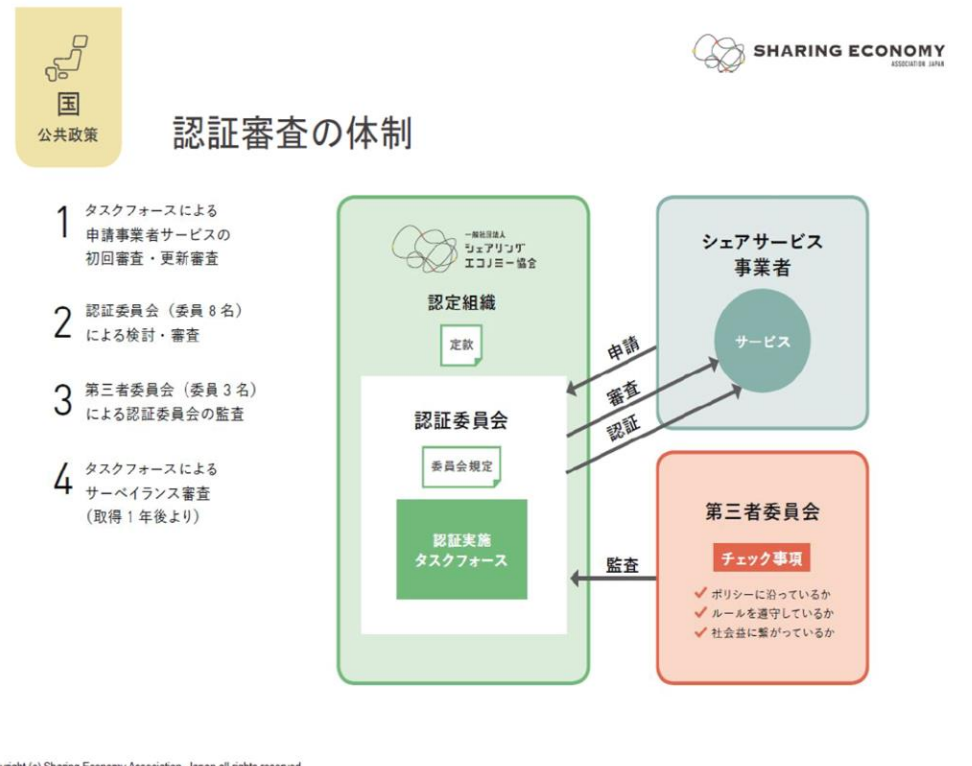 国
公共政策
SHARING ECONOMY
ASSOCIATION JAPAN
認証審査の体制
1
タスクフォースによる
申請事業者サービスの
初回審査・更新審査
2
認証委員会（委員8名）
による検討・審査
3
第三者委員会（委員3名）
による認証委員会の監査
4
タスクフォースによる
サーベイランス審査
（取得1年後より）
一般社団法人
シェアリング
エコノミー協会
認定組織
定款
認証委員会
委員会規定
認証実施
タスクフォース
シェアサービス
事業者
サービス
申請
審査
認証
監査
第三者委員会
チェック事項
ポリシーに沿っているか
ルールを遵守しているか
社会益に繋がっているか
yright (c) Sharing Economy Association, Japan all rights reserved